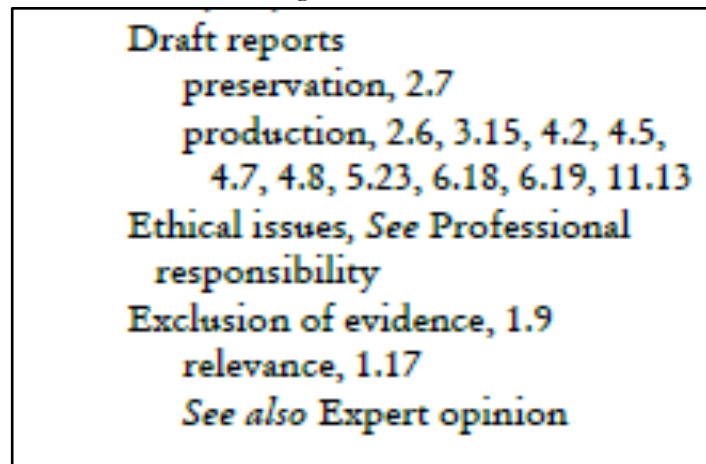 Draft reports
preservation, 2.7
production, 2.6, 3.15, 4.2, 4.5,
4.7, 4.8, 5.23, 6.18, 6.19, 11.13
Ethical issues, See Professional
responsibility
Exclusion of evidence, 1.9
relevance, 1.17
See also Expert opinion